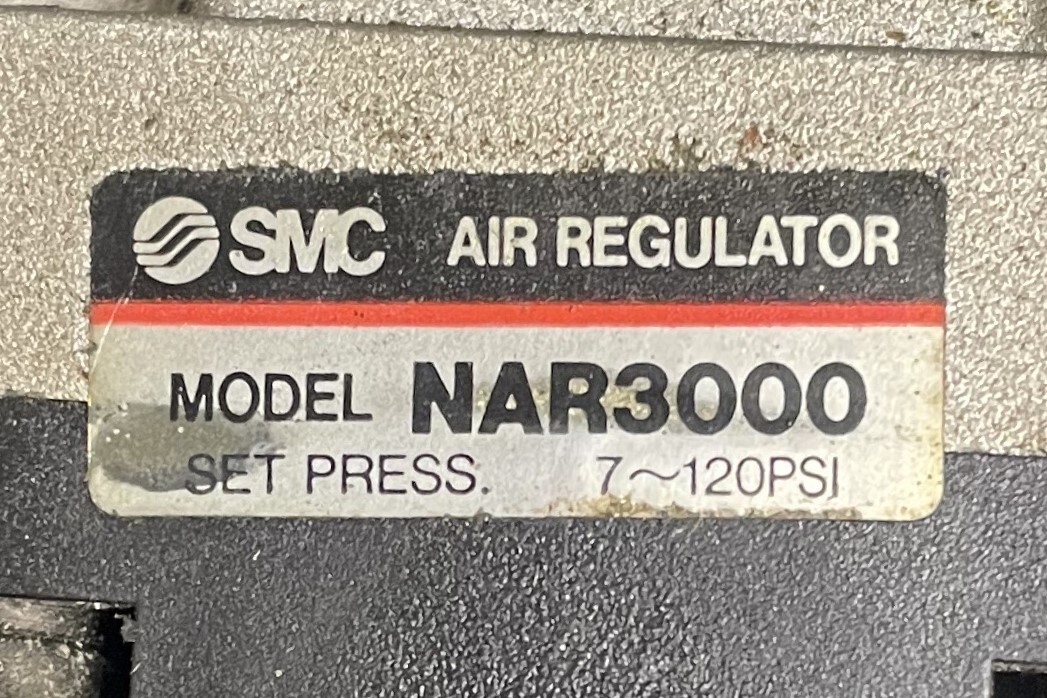 SMC AIR REGULATOR
MODEL NAR3000
SET PRESS. 7~120PSI